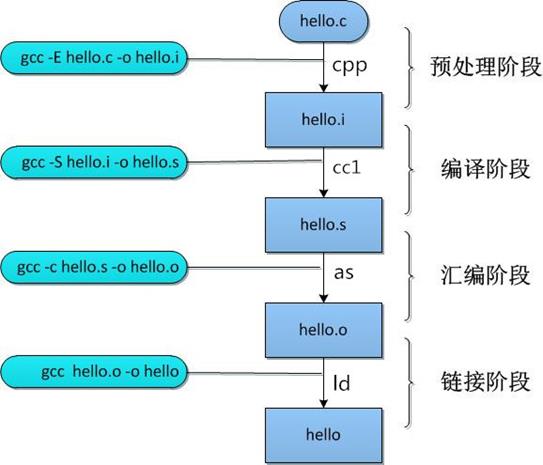 hello.c
gcc -E hello.c -o hello.i
cpp
预处理阶段
hello.i
gcc -S hello.i -o hello.s
cc1
编译阶段
hello.s
gcc -c hello.s -o hello.o
as
汇编阶段
hello.o
gcc hello.o -o hello
ld
链接阶段
hello